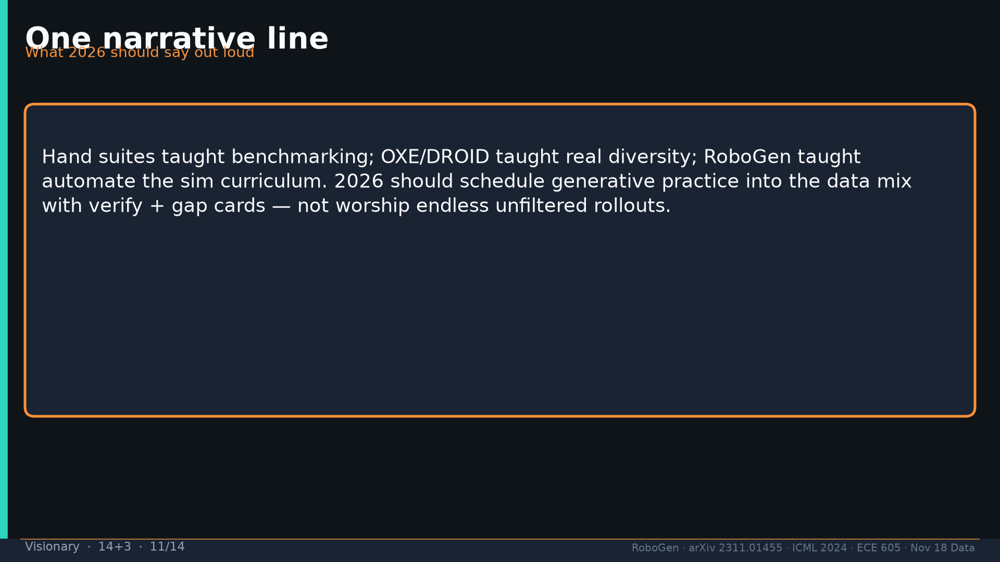 One narrative line
What 2026 should say out loud
Hand suites taught benchmarking; OXE/DROID taught real diversity; RoboGen taught
automate the sim curriculum. 2026 should schedule generative practice into the data mix
with verify + gap cards — not worship endless unfiltered rollouts.
Visionary · 14+3 · 11/14
RoboGen · arXiv 2311.01455 · ICML 2024 · ECE 605 · Nov 18 Data